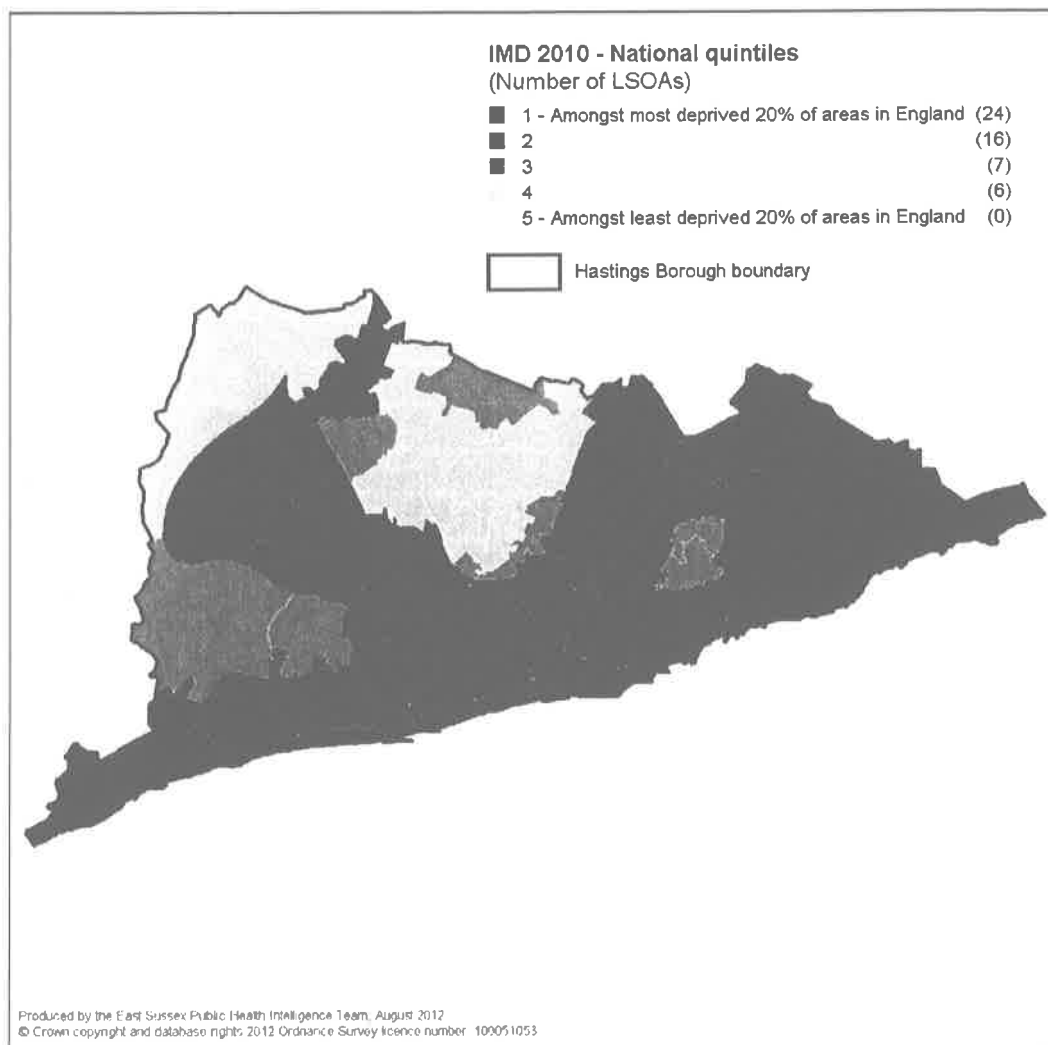 IMD 2010 - National quintiles
(Number of LSOAs)
1 - Amongst most deprived 20% of areas in England (24)
2 (16)
3 (7)
4 (6)
5 - Amongst least deprived 20% of areas in England (0)
Hastings Borough boundary
Produced by the East Sussex Public Health Intelligence Team, August 2012
© Crown copyright and database rights 2012 Ordnance Survey licence number 100051053